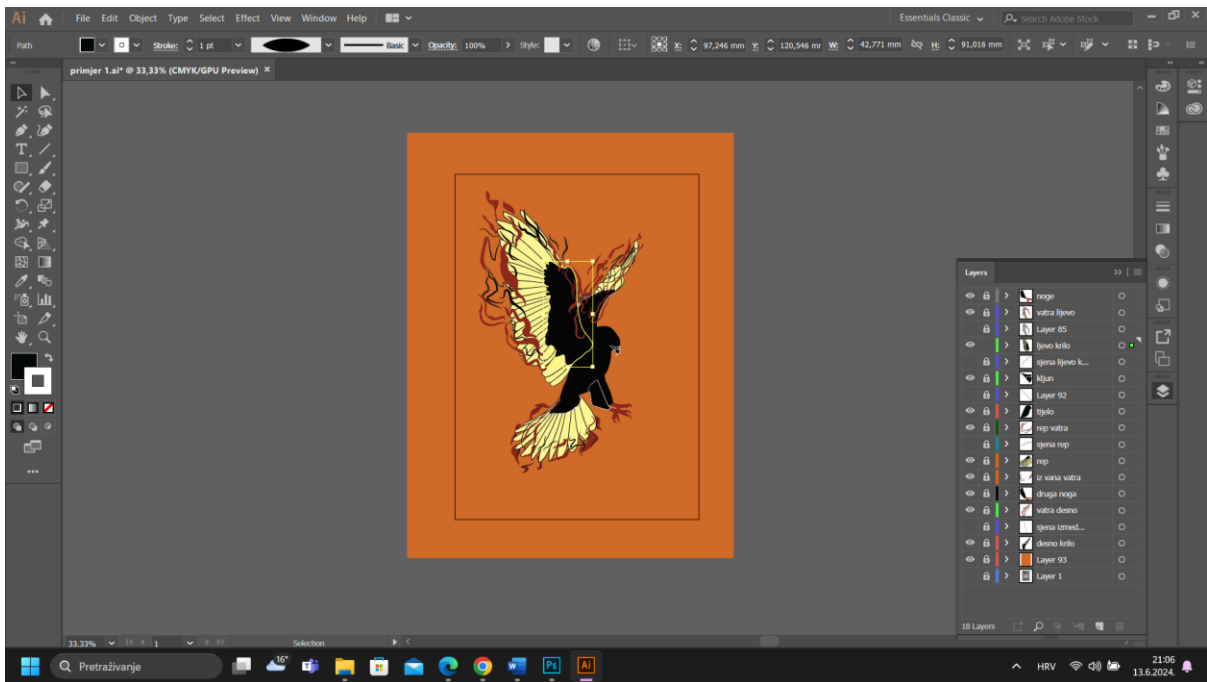 Ai File Edit Object Type Select Effect View Window Help Essentials Classic Search Adobe Stock
Path Stroke: 1 pt Basic Opacity: 100% Style: X: 97,246 mm Y: 120,546 mr W: 42,771 mm H: 91,016 mm
primjer 1.ai* @ 33,33% (CMYK/GPU Preview) ×
Layers
noge
vatra lijevo
Layer 85
ljevo krilo
sjena lijevo k...
kljun
Layer 92
tijelo
rep vatra
sjena rep
rep
iz vana vatra
druga noga
vatra desno
sjena izmed...
desno krilo
Layer 93
Layer 1
18 Layers
33,33% 1 Selection
Pretraživanje 16° Ps Ai HRV 21:06
13.6.2024.